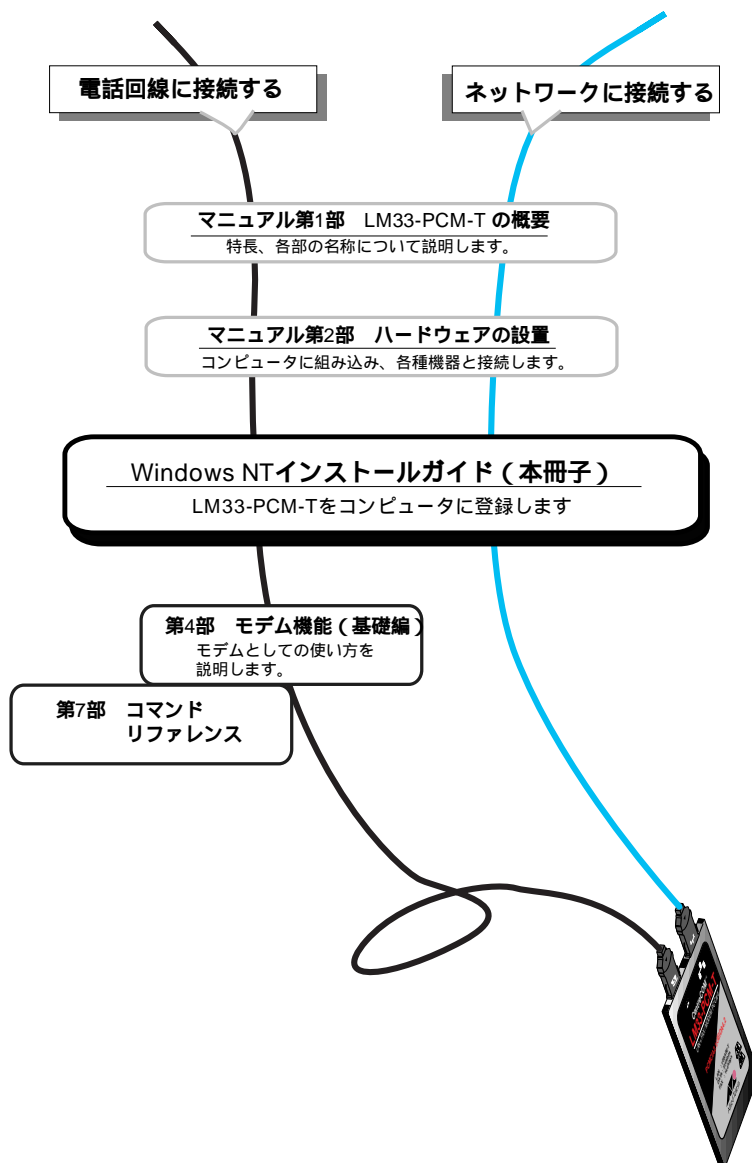 電話回線に接続する
ネットワークに接続する
マニュアル第1部　LM33-PCM-T の概要
特長、各部の名称について説明します。
マニュアル第2部　ハードウェアの設置
コンピュータに組み込み、各種機器と接続します。
Windows NTインストールガイド（本冊子）
LM33-PCM-Tをコンピュータに登録します
第4部　モデム機能（基礎編）
モデムとしての使い方を
説明します。
第7部　コマンド
リファレンス
CentreCOM
LM33-PCM-T